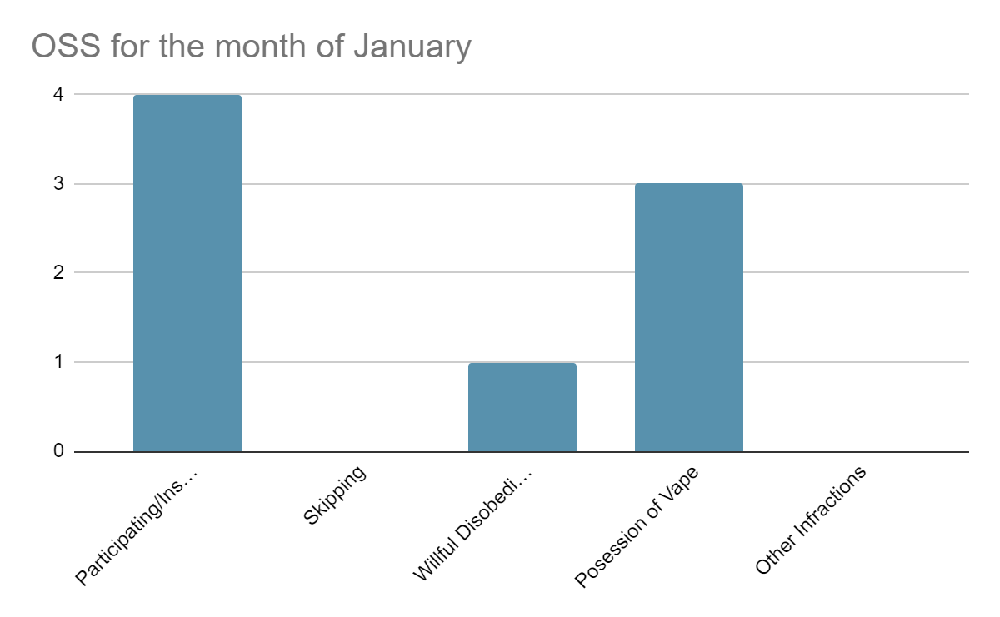 OSS for the month of January
4
3
2
1
0
Participating/Ins…
Skipping
Willful Disobedi…
Posession of Vape
Other Infractions